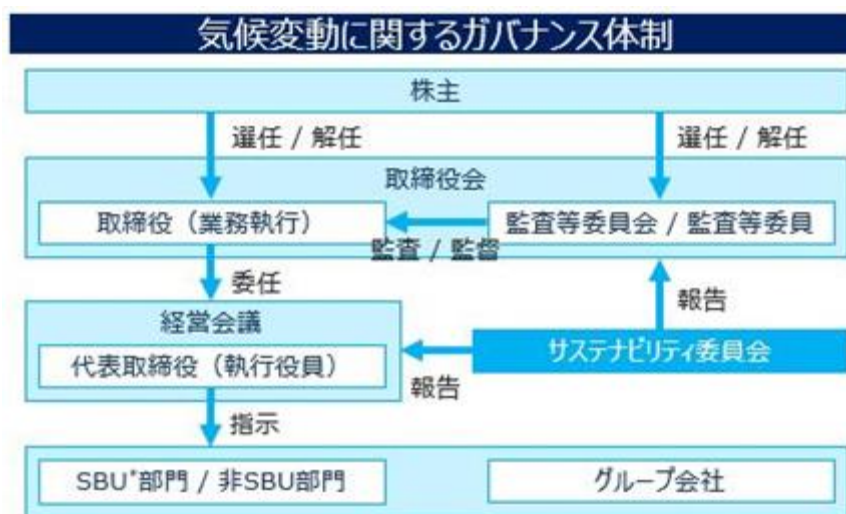 気候変動に関するガバナンス体制
株主
選任 / 解任
選任 / 解任
取締役会
取締役（業務執行）
監査等委員会 / 監査等委員
監査 / 監督
委任
報告
経営会議
代表取締役（執行役員）
サステナビリティ委員会
報告
指示
SBU*部門 / 非SBU部門
グループ会社